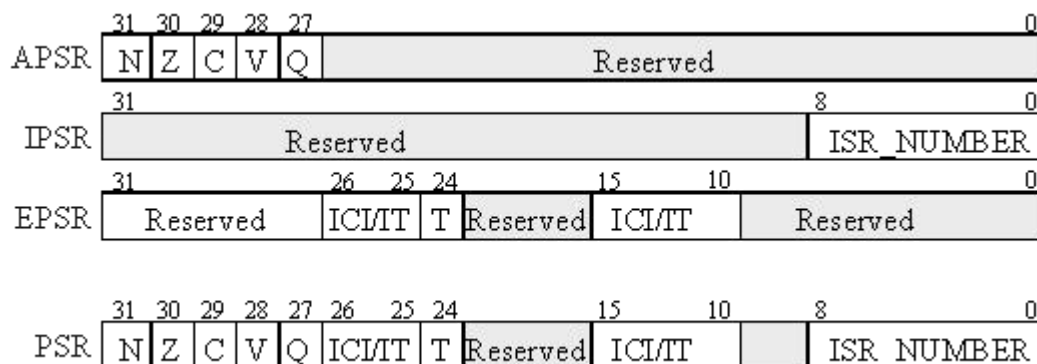 31 30 29 28 27 0
APSR N Z C V Q Reserved
31 8 0
IPSR Reserved ISR_NUMBER
31 26 25 24 15 10 0
EPSR Reserved ICI/IT T Reserved ICI/IT Reserved
31 30 29 28 27 26 25 24 15 10 8 0
PSR N Z C V Q ICI/IT T Reserved ICI/IT ISR_NUMBER